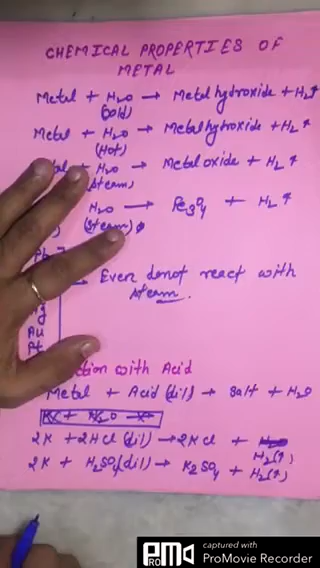 CHEMICAL PROPERTIES OF
METAL
Metal + H₂O → Metal hydroxide + H₂↑
(Cold)
Metal + H₂O → Metal hydroxide + H₂↑
(Hot)
H₂O → Metal oxide + H₂↑
(steam)
H₂O → Fe₃O₄ + H₂↑
(steam)
Pb
→ Even donot react with
steam.
Au
Pt
with Acid
Metal + Acid (dil) → Salt + H₂O
2K + 2HCl (dil) → 2KCl +
H₂(↑)
2K + H₂SO₄(dil) → K₂SO₄ + H₂(↑)
captured with
PRO M
ProMovie Recorder